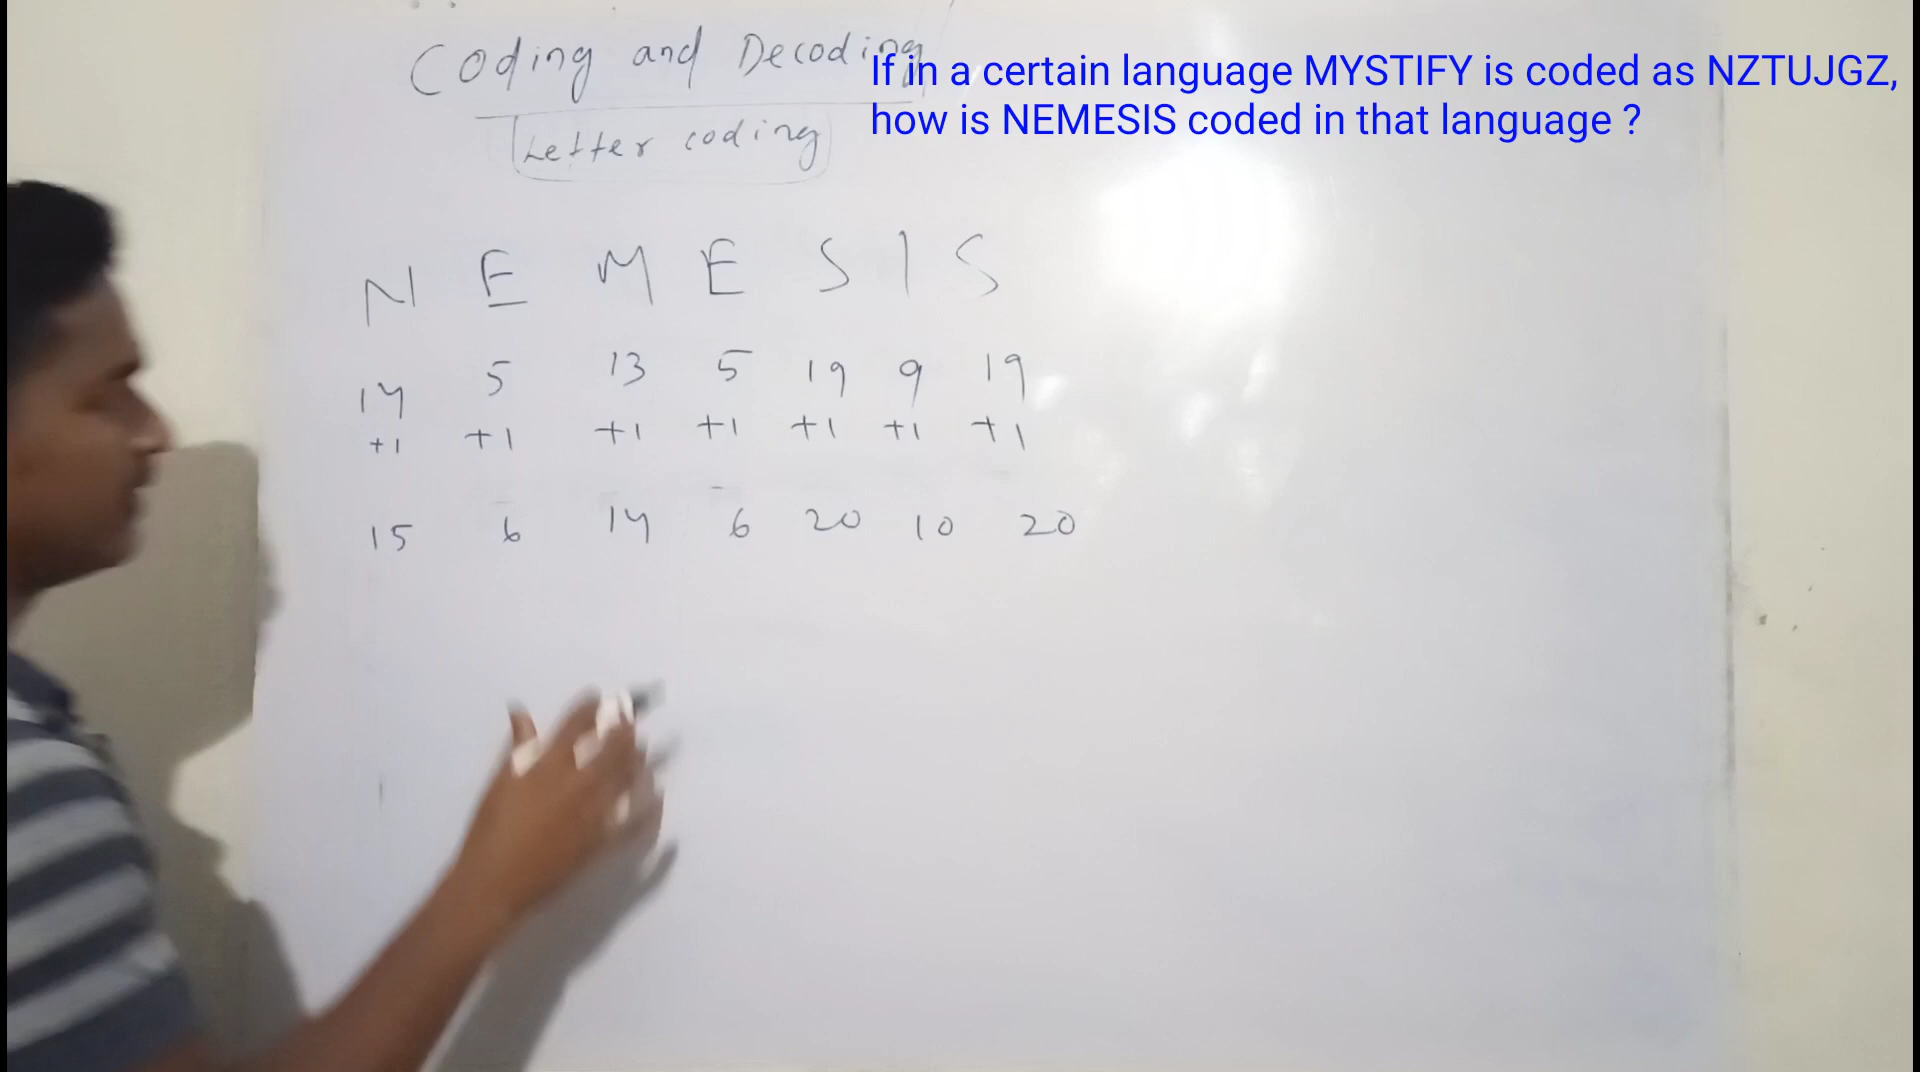 Coding and Decoding
If in a certain language MYSTIFY is coded as NZTUJGZ,
how is NEMESIS coded in that language ?
Letter coding
N E M E S I S
14 5 13 5 19 9 19
+1 +1 +1 +1 +1 +1 +1
15 6 14 6 20 10 20